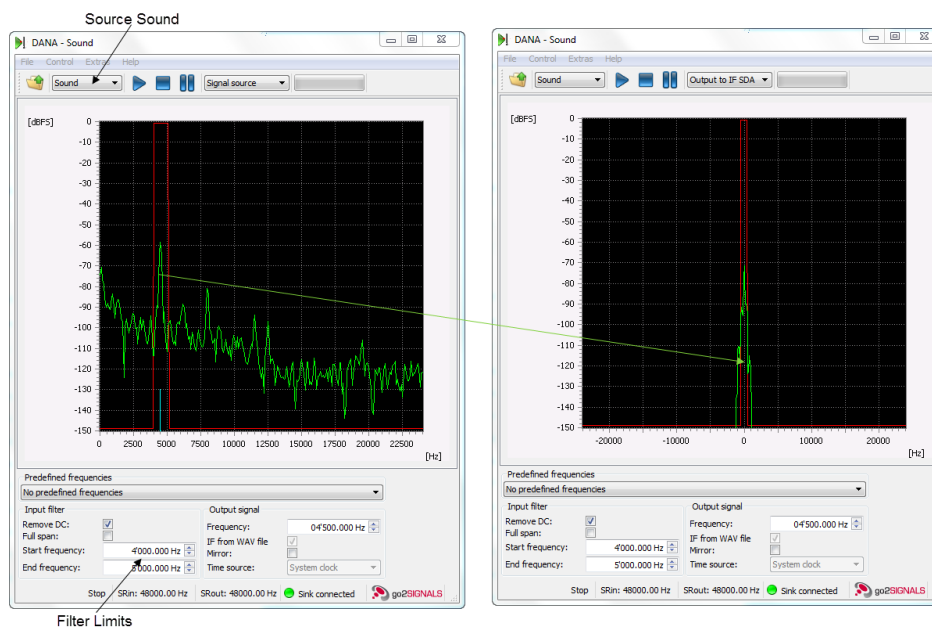 Source Sound
DANA - Sound
File Control Extras Help
Sound
Signal source
[dBFS]
0
-10
-20
-30
-40
-50
-60
-70
-80
-90
-100
-110
-120
-130
-140
-150
0 2500 5000 7500 10000 12500 15000 17500 20000 22500
[Hz]
Predefined frequencies
No predefined frequencies
Input filter
Output signal
Remove DC:
Full span:
Start frequency: 4'000.000 Hz
End frequency: 5'000.000 Hz
Frequency: 04'500.000 Hz
IF from WAV file
Mirror:
Time source: System clock
Stop SRin: 48000.00 Hz SRout: 48000.00 Hz Sink connected go2SIGNALS
Filter Limits
DANA - Sound
File Control Extras Help
Sound
Output to IF SDA
[dBFS]
0
-10
-20
-30
-40
-50
-60
-70
-80
-90
-100
-110
-120
-130
-140
-150
-20000 -10000 0 10000 20000
[Hz]
Predefined frequencies
No predefined frequencies
Input filter
Output signal
Remove DC:
Full span:
Start frequency: 4'000.000 Hz
End frequency: 5'000.000 Hz
Frequency: 04'500.000 Hz
IF from WAV file
Mirror:
Time source: System clock
Stop SRin: 48000.00 Hz SRout: 48000.00 Hz Sink connected go2SIGNALS